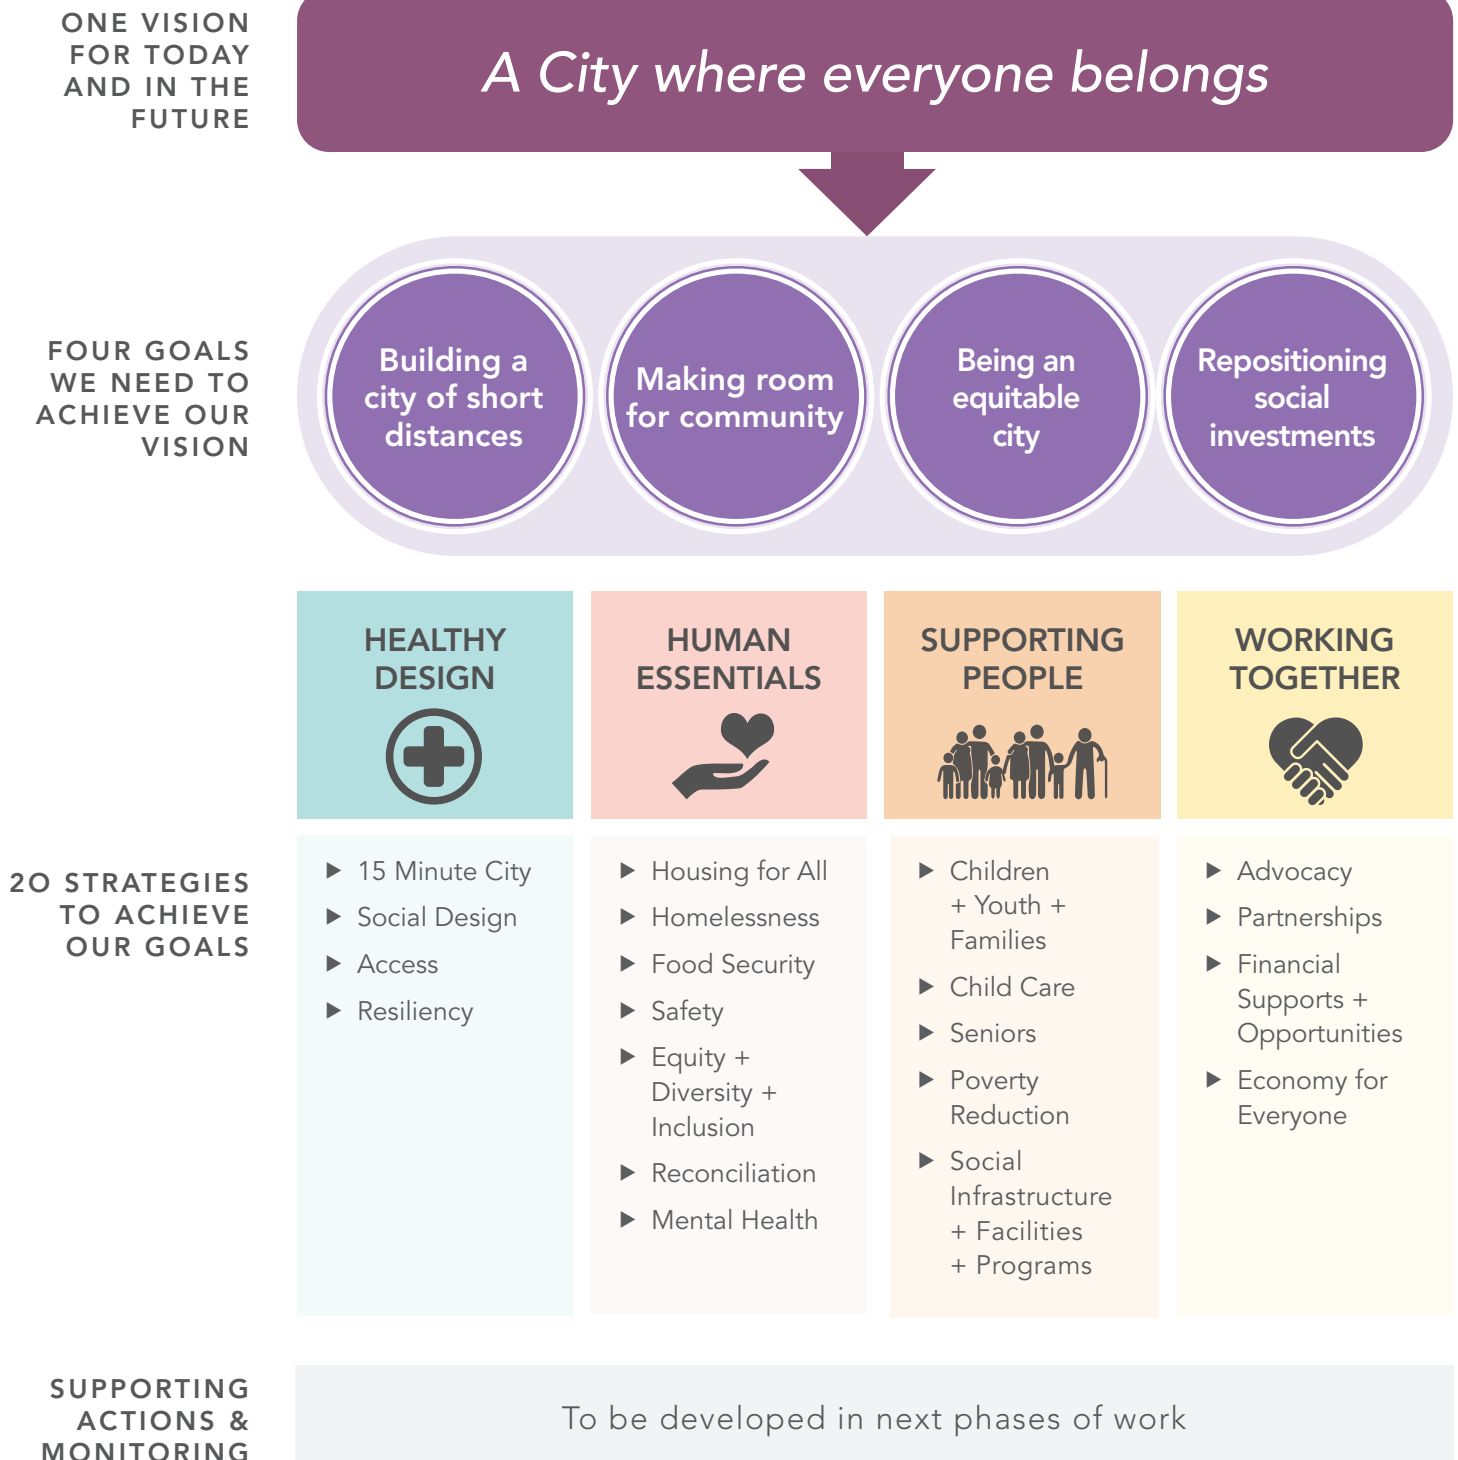 ONE VISION
FOR TODAY
AND IN THE
FUTURE
A City where everyone belongs
FOUR GOALS
WE NEED TO
ACHIEVE OUR
VISION
Building a
city of short
distances
Making room
for community
Being an
equitable
city
Repositioning
social
investments
20 STRATEGIES
TO ACHIEVE
OUR GOALS
HEALTHY
DESIGN
▶ 15 Minute City
▶ Social Design
▶ Access
▶ Resiliency
HUMAN
ESSENTIALS
▶ Housing for All
▶ Homelessness
▶ Food Security
▶ Safety
▶ Equity +
Diversity +
Inclusion
▶ Reconciliation
▶ Mental Health
SUPPORTING
PEOPLE
▶ Children
+ Youth +
Families
▶ Child Care
▶ Seniors
▶ Poverty
Reduction
▶ Social
Infrastructure
+ Facilities
+ Programs
WORKING
TOGETHER
▶ Advocacy
▶ Partnerships
▶ Financial
Supports +
Opportunities
▶ Economy for
Everyone
SUPPORTING
ACTIONS &
MONITORING
To be developed in next phases of work